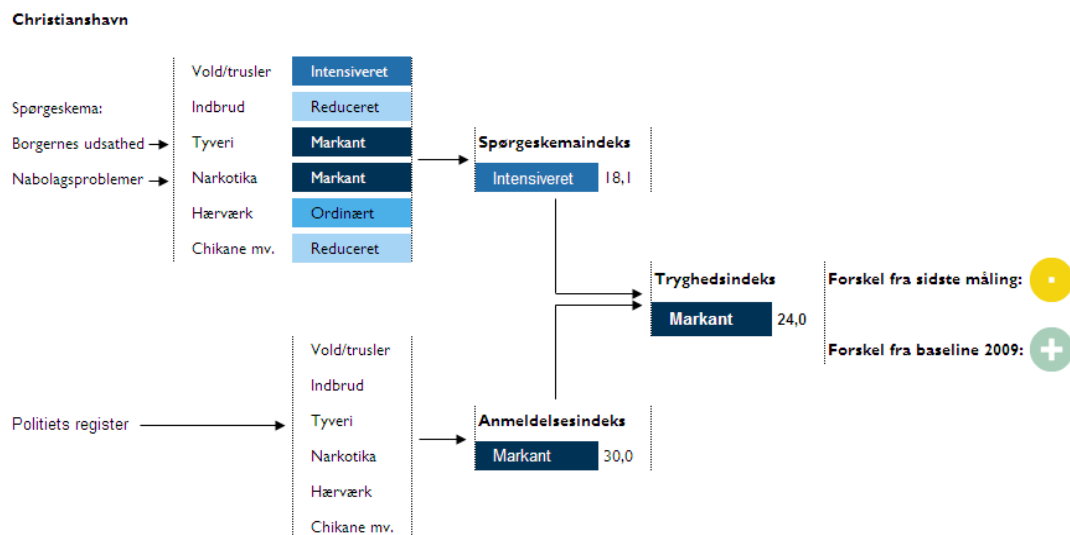 Christianshavn
Spørgeskema:
Borgernes udsathed
Nabolagsproblemer
Vold/trusler Intensiveret
Indbrud Reduceret
Tyveri Markant
Narkotika Markant
Hærværk Ordinært
Chikane mv. Reduceret
Spørgeskemaindeks
Intensiveret 18,1
Tryghedsindeks
Markant 24,0
Forskel fra sidste måling:
Forskel fra baseline 2009:
Politiets register
Vold/trusler
Indbrud
Tyveri
Narkotika
Hærværk
Chikane mv.
Anmeldelsesindeks
Markant 30,0